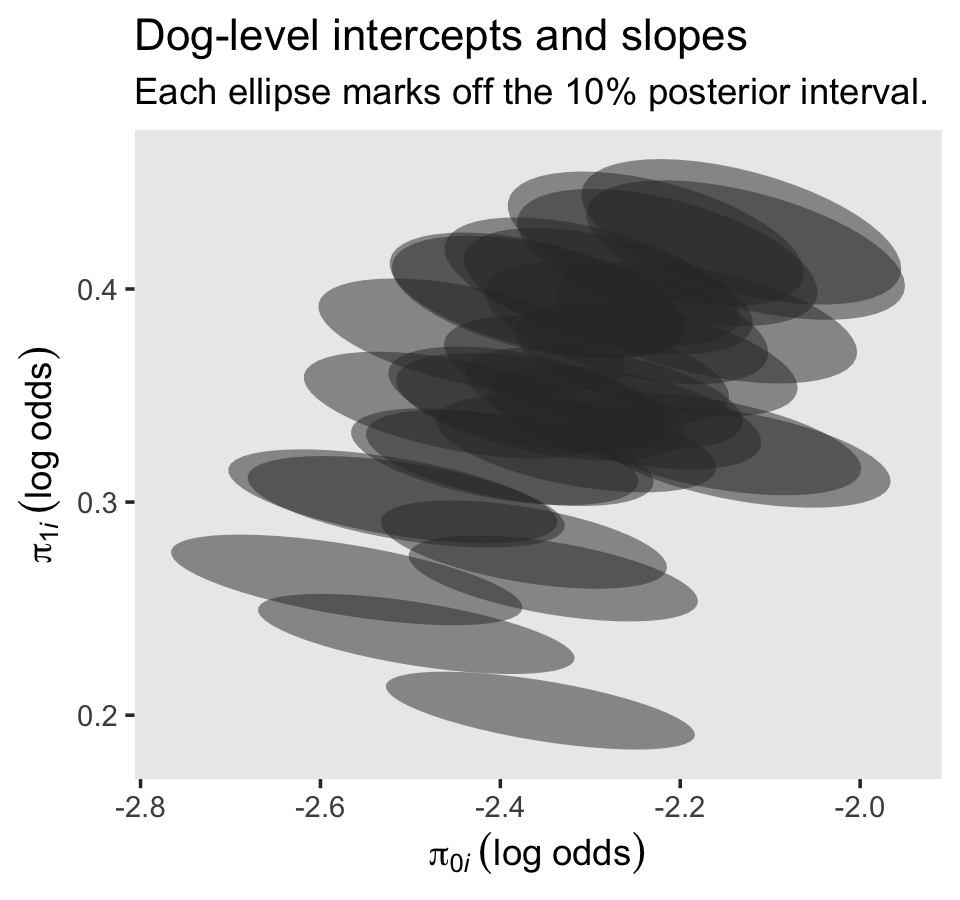 Dog-level intercepts and slopes
Each ellipse marks off the 10% posterior interval.
0.4
0.3
0.2
π1i (log odds)
-2.8 -2.6 -2.4 -2.2 -2.0
π0i (log odds)